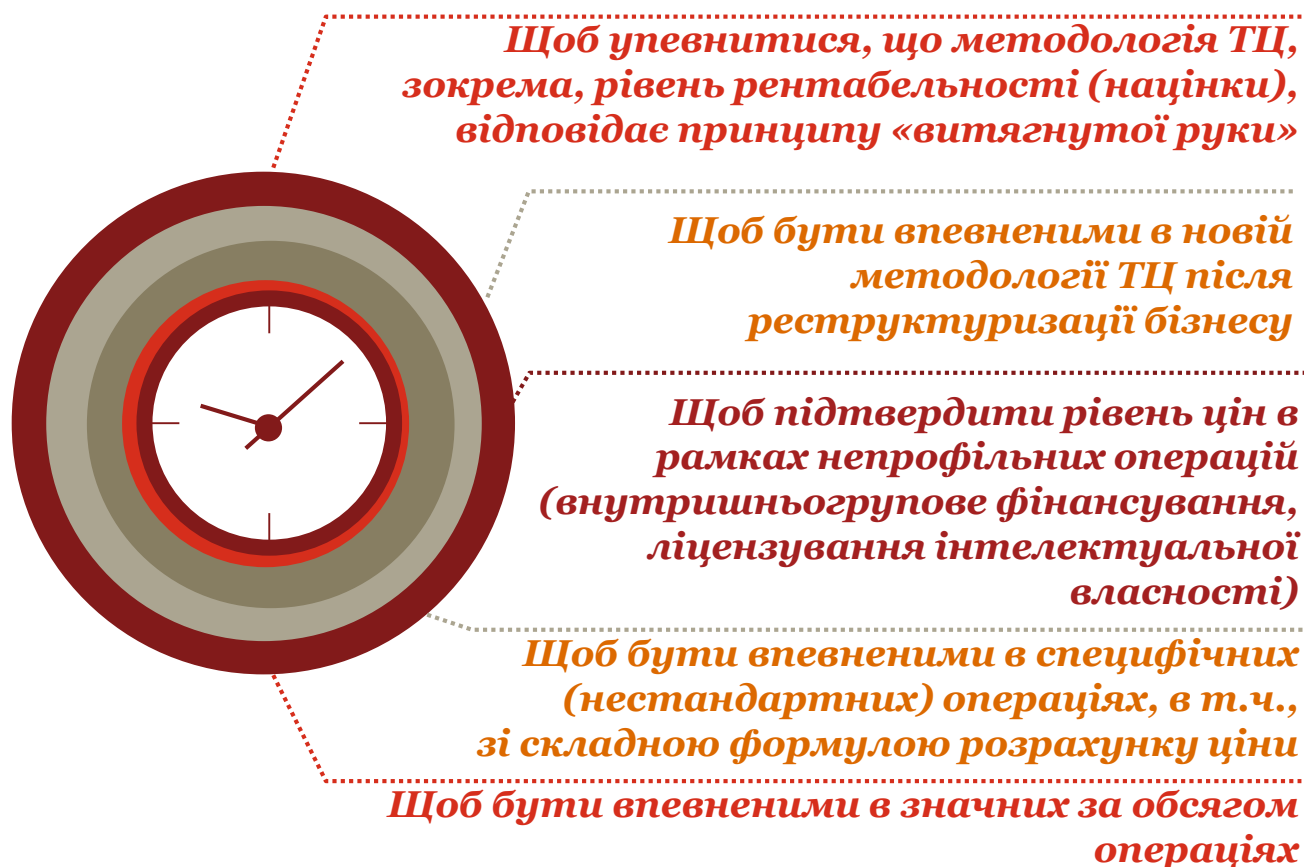 Щоб упевнитися, що методологія ТЦ,
зокрема, рівень рентабельності (націнки),
відповідає принципу «витягнутої руки»
Щоб бути впевненими в новій
методології ТЦ після
реструктуризації бізнесу
Щоб підтвердити рівень цін в
рамках непрофільних операцій
(внутришньогрупове фінансування,
ліцензування інтелектуальної
власності)
Щоб бути впевненими в специфічних
(нестандартних) операціях, в т.ч.,
зі складною формулою розрахунку ціни
Щоб бути впевненими в значних за обсягом
операціях